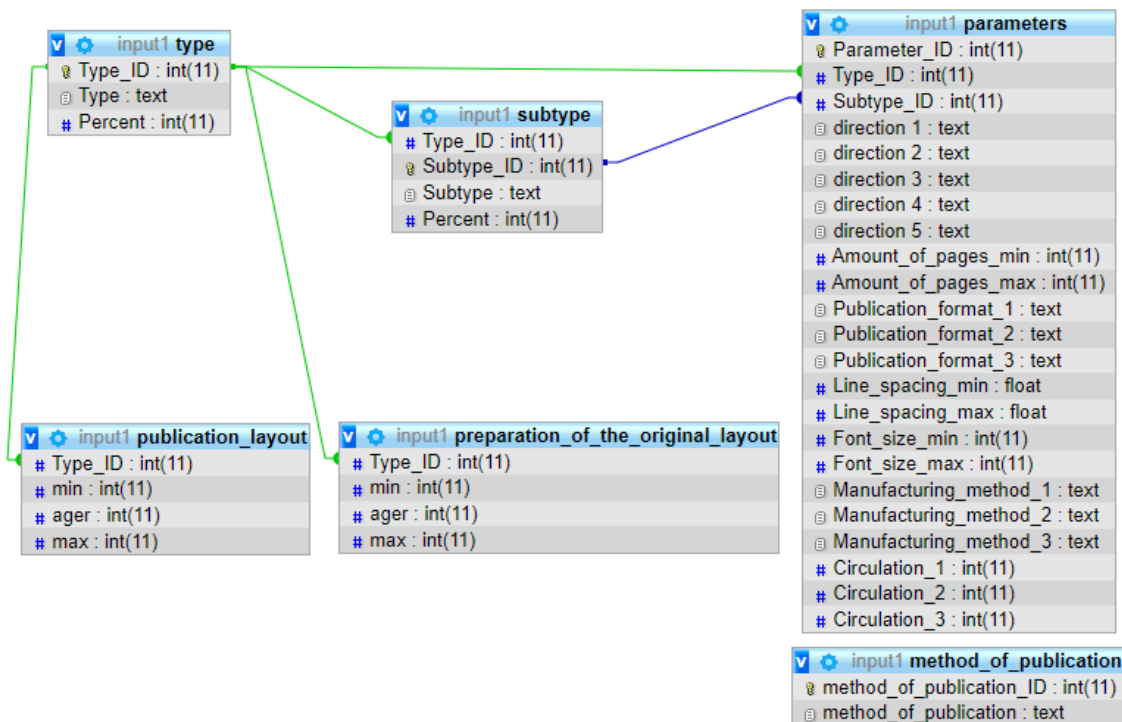 input1 type
Type_ID : int(11)
Type : text
Percent : int(11)
input1 subtype
Type_ID : int(11)
Subtype_ID : int(11)
Subtype : text
Percent : int(11)
input1 parameters
Parameter_ID : int(11)
Type_ID : int(11)
Subtype_ID : int(11)
direction 1 : text
direction 2 : text
direction 3 : text
direction 4 : text
direction 5 : text
Amount_of_pages_min : int(11)
Amount_of_pages_max : int(11)
Publication_format_1 : text
Publication_format_2 : text
Publication_format_3 : text
Line_spacing_min : float
Line_spacing_max : float
Font_size_min : int(11)
Font_size_max : int(11)
Manufacturing_method_1 : text
Manufacturing_method_2 : text
Manufacturing_method_3 : text
Circulation_1 : int(11)
Circulation_2 : int(11)
Circulation_3 : int(11)
input1 publication_layout
Type_ID : int(11)
min : int(11)
ager : int(11)
max : int(11)
input1 preparation_of_the_original_layout
Type_ID : int(11)
min : int(11)
ager : int(11)
max : int(11)
input1 method_of_publication
method_of_publication_ID : int(11)
method_of_publication : text